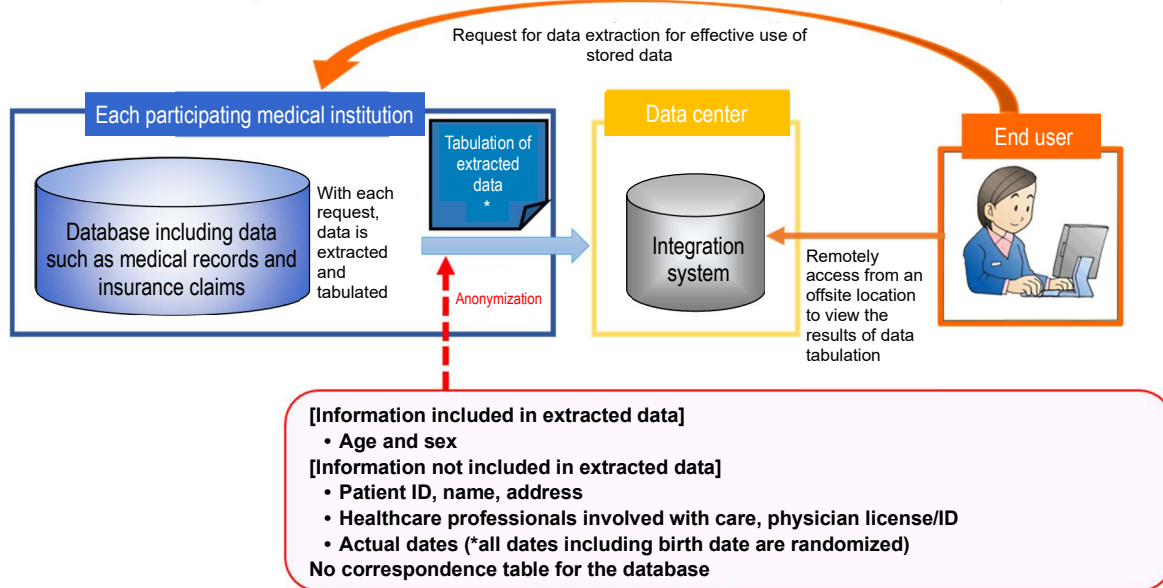 Request for data extraction for effective use of
stored data
Each participating medical institution
Data center
End user
Tabulation of
extracted
data
*
Database including data
such as medical records and
insurance claims
With each
request,
data is
extracted
and
tabulated
Anonymization
Integration
system
Remotely
access from an
offsite location
to view the
results of data
tabulation
[Information included in extracted data]
• Age and sex
[Information not included in extracted data]
• Patient ID, name, address
• Healthcare professionals involved with care, physician license/ID
• Actual dates (*all dates including birth date are randomized)
No correspondence table for the database